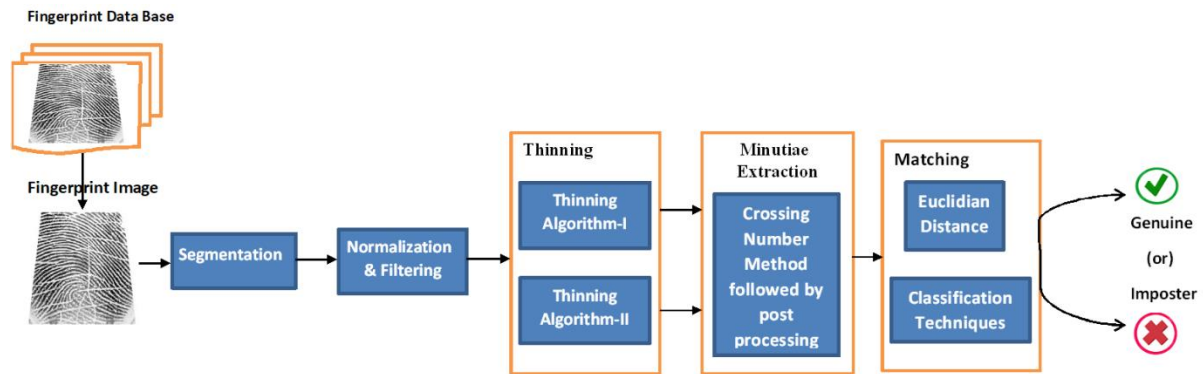 Fingerprint Data Base
Fingerprint Image
Segmentation
Normalization
& Filtering
Thinning
Thinning
Algorithm-I
Thinning
Algorithm-II
Minutiae
Extraction
Crossing
Number
Method
followed by
post
processing
Matching
Euclidian
Distance
Classification
Techniques
Genuine
(or)
Imposter